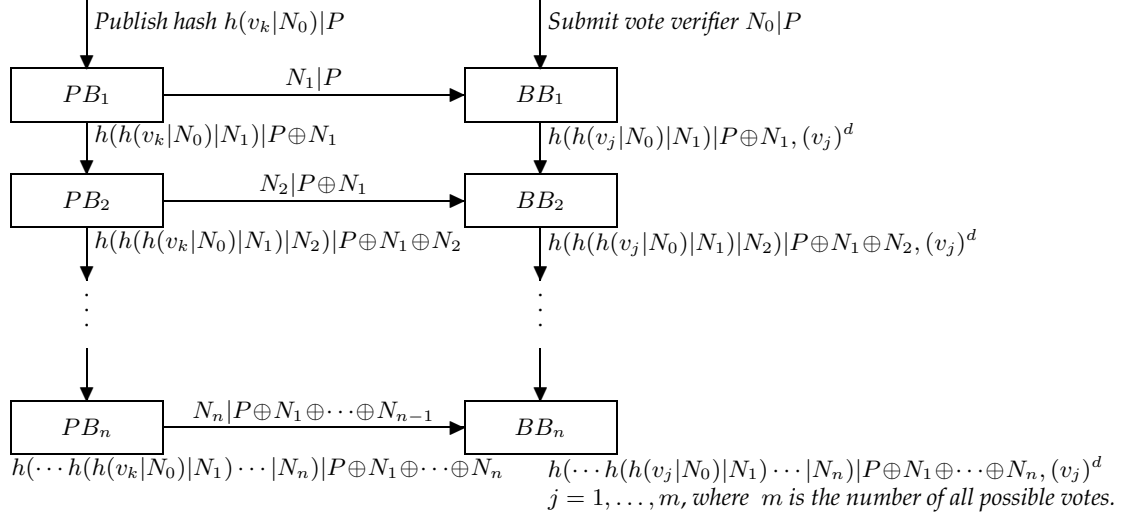 Publish hash h(v_k|N_0)|P
Submit vote verifier N_0|P
PB_1
N_1|P
BB_1
h(h(v_k|N_0)|N_1)|P⊕N_1
h(h(v_j|N_0)|N_1)|P⊕N_1, (v_j)^d
PB_2
N_2|P⊕N_1
BB_2
h(h(h(v_k|N_0)|N_1)|N_2)|P⊕N_1⊕N_2
h(h(h(v_j|N_0)|N_1)|N_2)|P⊕N_1⊕N_2, (v_j)^d
⋮
⋮
PB_n
N_n|P⊕N_1⊕⋯⊕N_{n−1}
BB_n
h(⋯h(h(v_k|N_0)|N_1)⋯|N_n)|P⊕N_1⊕⋯⊕N_n
h(⋯h(h(v_j|N_0)|N_1)⋯|N_n)|P⊕N_1⊕⋯⊕N_n, (v_j)^d
j = 1, . . . , m, where m is the number of all possible votes.